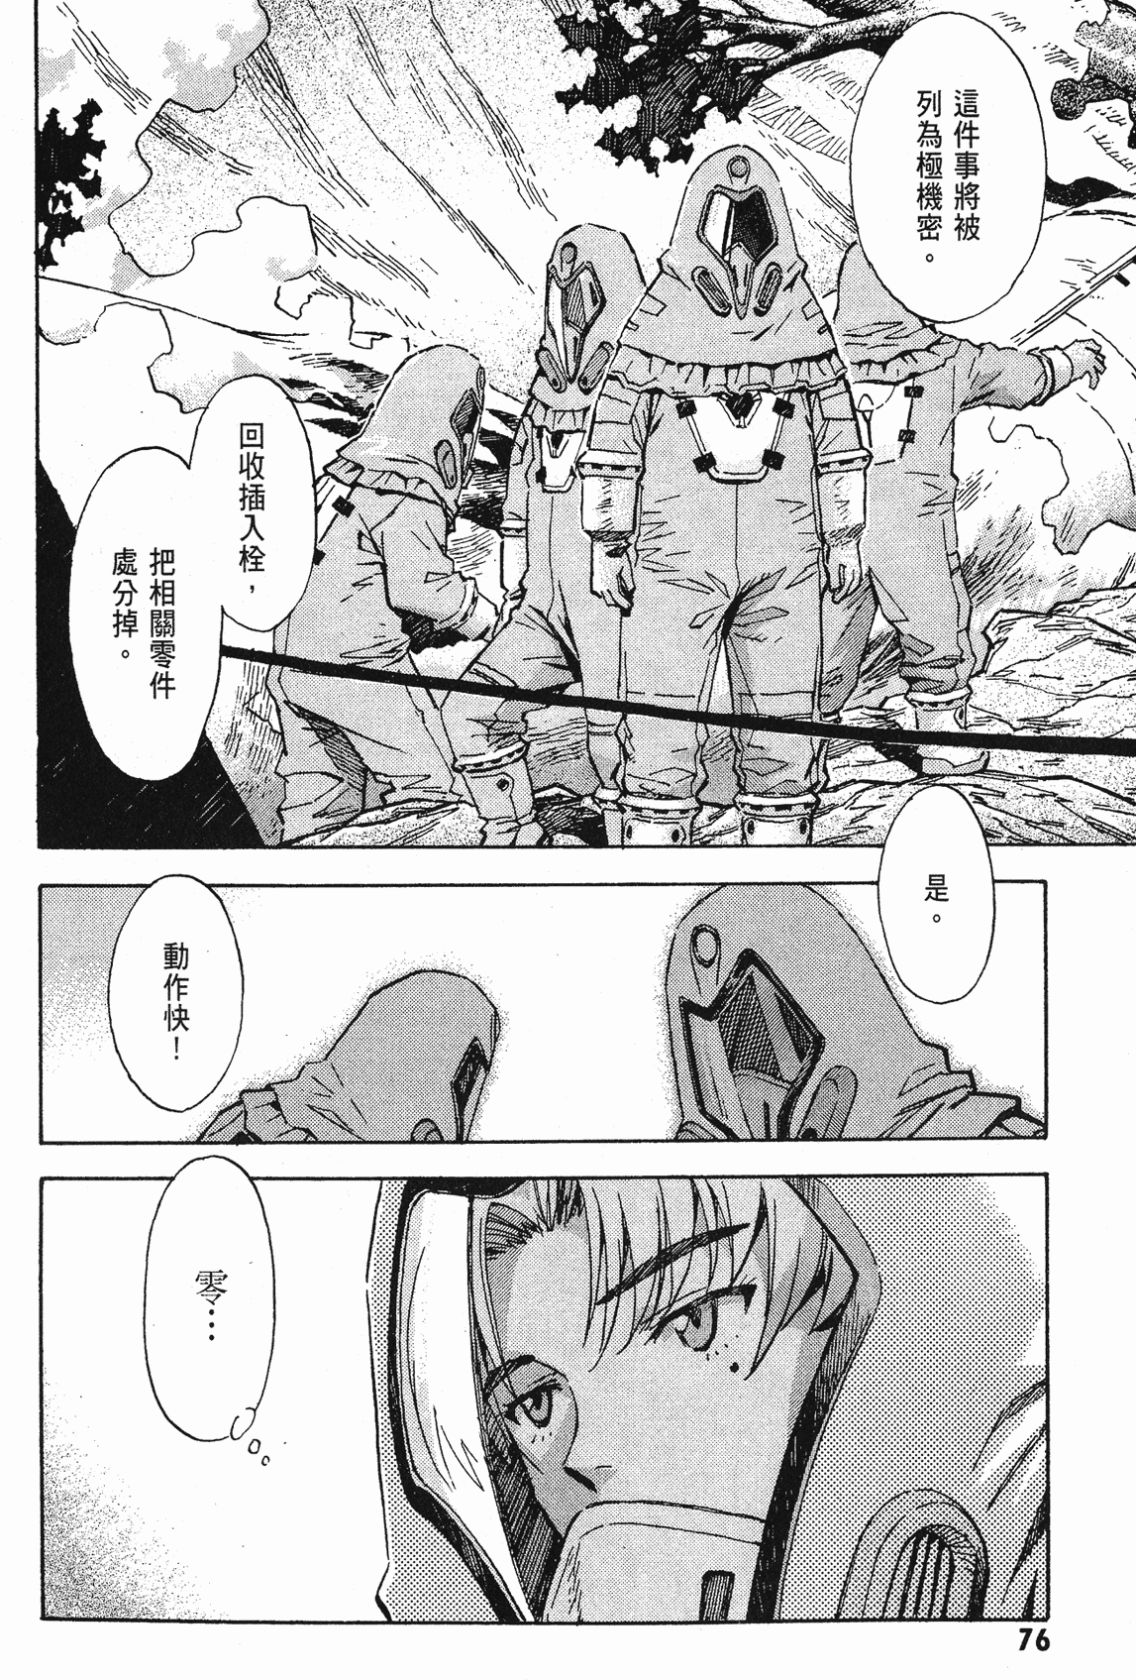 這件事將被
列為極機密。
回收插入栓，
把相關零件
處分掉。
是。
動作快！
零…
76